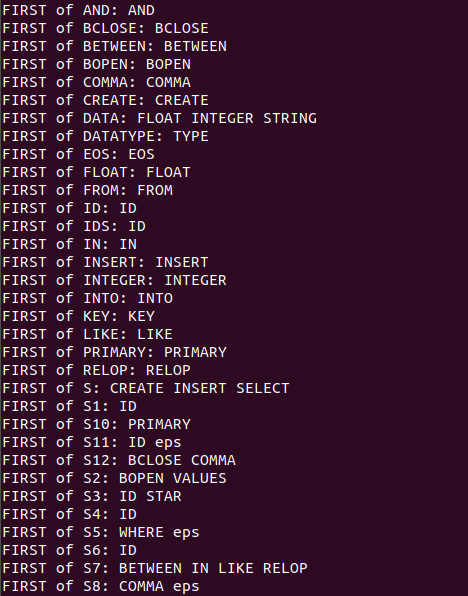 FIRST of AND: AND
FIRST of BCLOSE: BCLOSE
FIRST of BETWEEN: BETWEEN
FIRST of BOPEN: BOPEN
FIRST of COMMA: COMMA
FIRST of CREATE: CREATE
FIRST of DATA: FLOAT INTEGER STRING
FIRST of DATATYPE: TYPE
FIRST of EOS: EOS
FIRST of FLOAT: FLOAT
FIRST of FROM: FROM
FIRST of ID: ID
FIRST of IDS: ID
FIRST of IN: IN
FIRST of INSERT: INSERT
FIRST of INTEGER: INTEGER
FIRST of INTO: INTO
FIRST of KEY: KEY
FIRST of LIKE: LIKE
FIRST of PRIMARY: PRIMARY
FIRST of RELOP: RELOP
FIRST of S: CREATE INSERT SELECT
FIRST of S1: ID
FIRST of S10: PRIMARY
FIRST of S11: ID eps
FIRST of S12: BCLOSE COMMA
FIRST of S2: BOPEN VALUES
FIRST of S3: ID STAR
FIRST of S4: ID
FIRST of S5: WHERE eps
FIRST of S6: ID
FIRST of S7: BETWEEN IN LIKE RELOP
FIRST of S8: COMMA eps